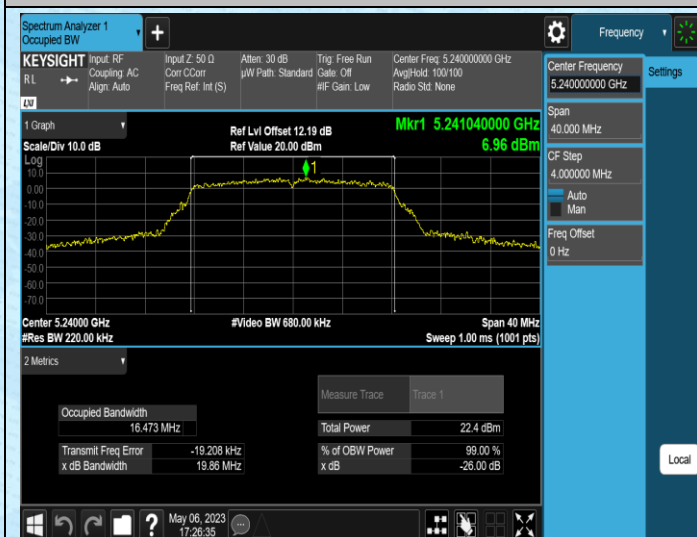 Spectrum Analyzer 1
Occupied BW
+
Frequency
KEYSIGHT
R L
LXI
Input: RF
Coupling: AC
Align: Auto
Input Z: 50 Ω
Corr CCorr
Freq Ref: Int (S)
Atten: 30 dB
µW Path: Standard
Trig: Free Run
Gate: Off
#IF Gain: Low
Center Freq: 5.240000000 GHz
Avg|Hold: 100/100
Radio Std: None
Center Frequency
5.240000000 GHz
Settings
Span
40.000 MHz
CF Step
4.000000 MHz
Auto
Man
Freq Offset
0 Hz
1 Graph
Scale/Div 10.0 dB
Ref Lvl Offset 12.19 dB
Ref Value 20.00 dBm
Mkr1 5.241040000 GHz
6.96 dBm
Log
10.0
0.00
-10.0
-20.0
-30.0
-40.0
-50.0
-60.0
-70.0
1
Center 5.24000 GHz
#Res BW 220.00 kHz
#Video BW 680.00 kHz
Span 40 MHz
Sweep 1.00 ms (1001 pts)
2 Metrics
Measure Trace
Trace 1
Occupied Bandwidth
16.473 MHz
Total Power
22.4 dBm
Transmit Freq Error
-19.208 kHz
% of OBW Power
99.00 %
x dB Bandwidth
19.86 MHz
x dB
-26.00 dB
Local
?
May 06, 2023
17:26:35